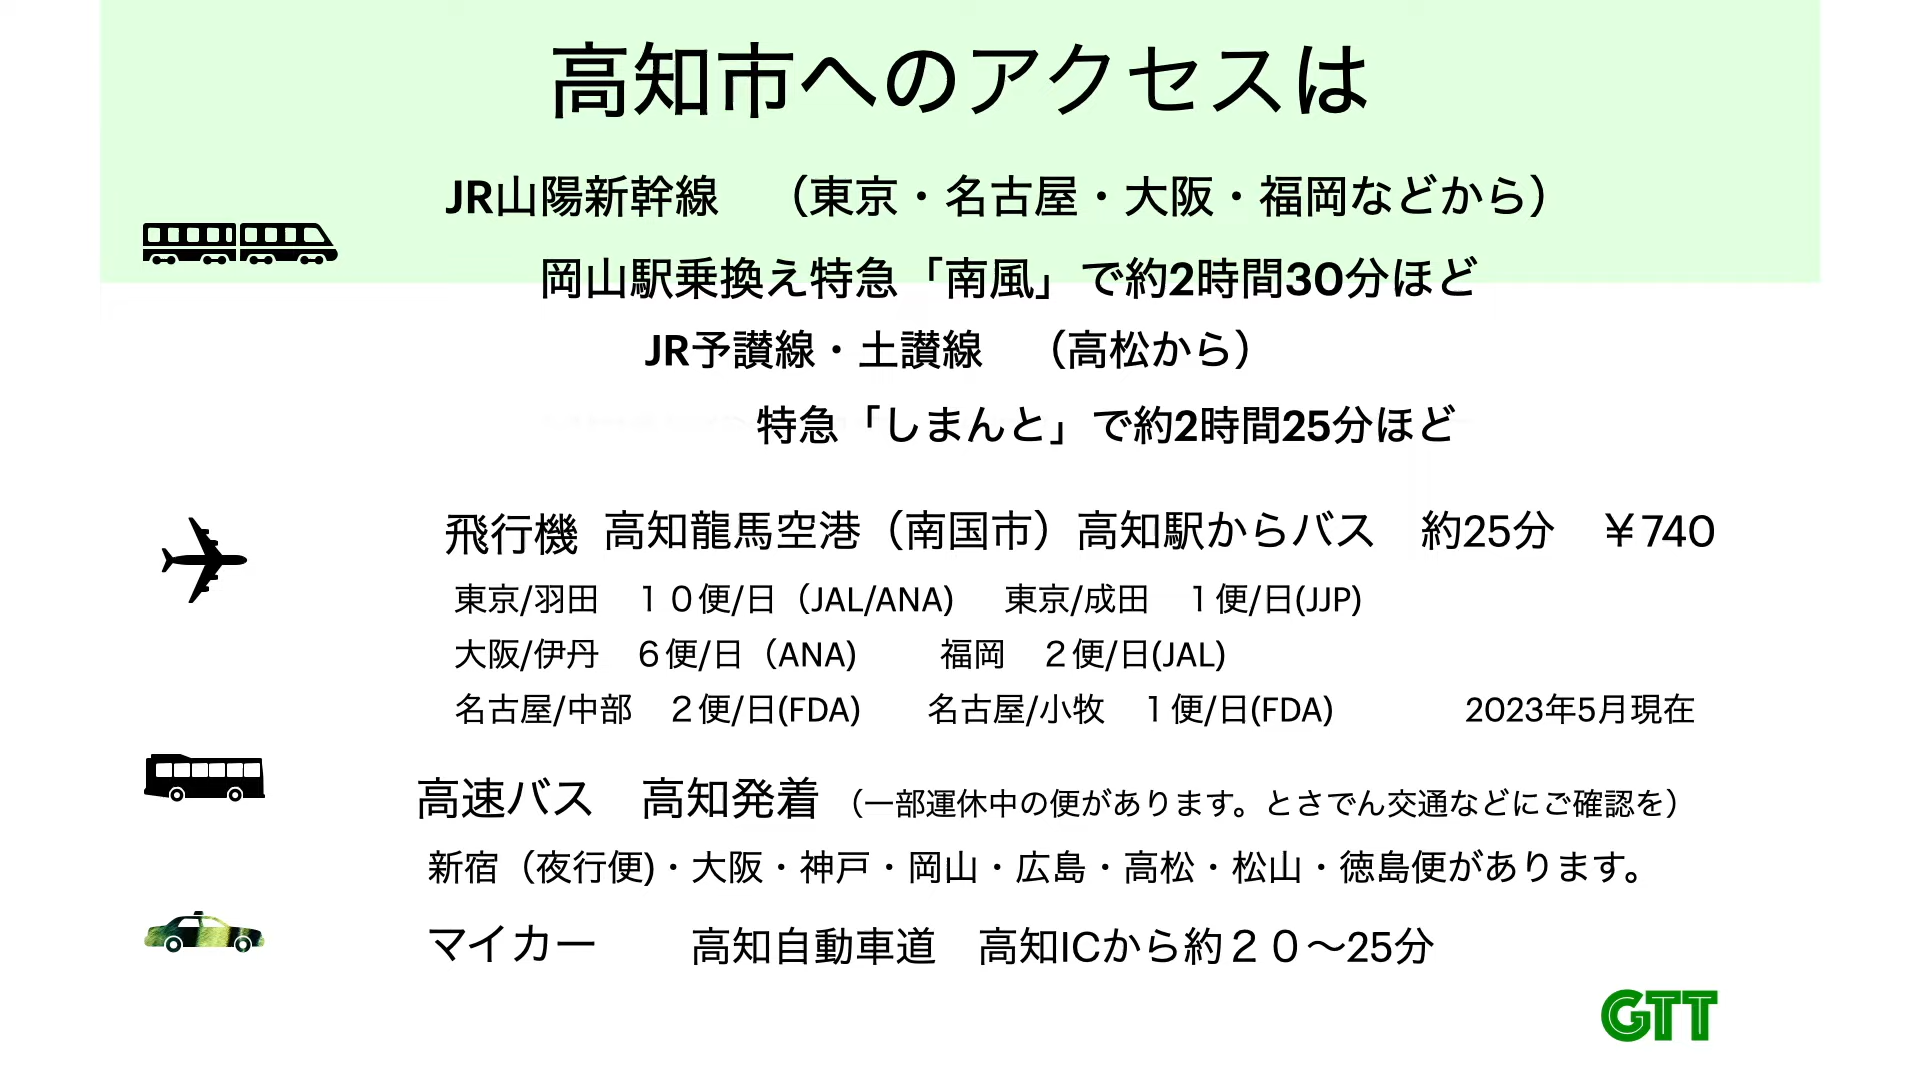 高知市へのアクセスは
JR山陽新幹線　（東京・名古屋・大阪・福岡などから）
岡山駅乗換え特急「南風」で約2時間30分ほど
JR予讃線・土讃線　（高松から）
特急「しまんと」で約2時間25分ほど
飛行機 高知龍馬空港（南国市）高知駅からバス　約25分　￥740
東京/羽田　１０便/日（JAL/ANA)　東京/成田　１便/日(JJP)
大阪/伊丹　６便/日（ANA)　　福岡　２便/日(JAL)
名古屋/中部　２便/日(FDA)　　名古屋/小牧　１便/日(FDA)　　　　2023年5月現在
高速バス　高知発着 （一部運休中の便があります。とさでん交通などにご確認を）
新宿（夜行便)・大阪・神戸・岡山・広島・高松・松山・徳島便があります。
マイカー　　高知自動車道　高知ICから約２０〜25分
GTT